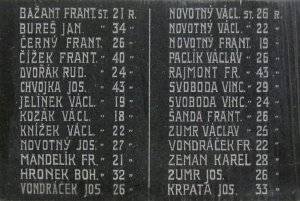 BAŽANT FRANT. ST. 21 R.
BUREŠ JAN. " 34 "
ČERNÝ FRANT. " 26 "
ČÍŽEK FRANT. " 40 "
DVOŘÁK RUD. " 24 "
CHVOJKA JOS. " 43 "
JELÍNEK VÁCL. " 19 "
KOZÁK VÁCL. " 18 "
KNÍŽEK VÁCL. " 22 "
NOVOTNÝ JOS. " 27 "
MANDELÍK FR. " 21 "
HRONEK BOH. " 32 "
VONDRÁČEK JOS. 26 "
NOVOTNÝ VÁCL. ST. 26 R.
NOVOTNÝ VÁCL. " 22 "
NOVOTNÝ FRANT. 19 "
PACLÍK VÁCLAV " 26 "
RAJMONT FR. " 43 "
SVOBODA VINC. " 29 "
SVOBODA VINC. " 24 "
ŠANDA FRANT. " 26 "
ZUMR VÁCLAV " 25 "
VONDRÁČEK FR. 22 "
ZEMAN KAREL " 28 "
ZUMR JOS. " 26 "
KRPATA JOS. " 33 "